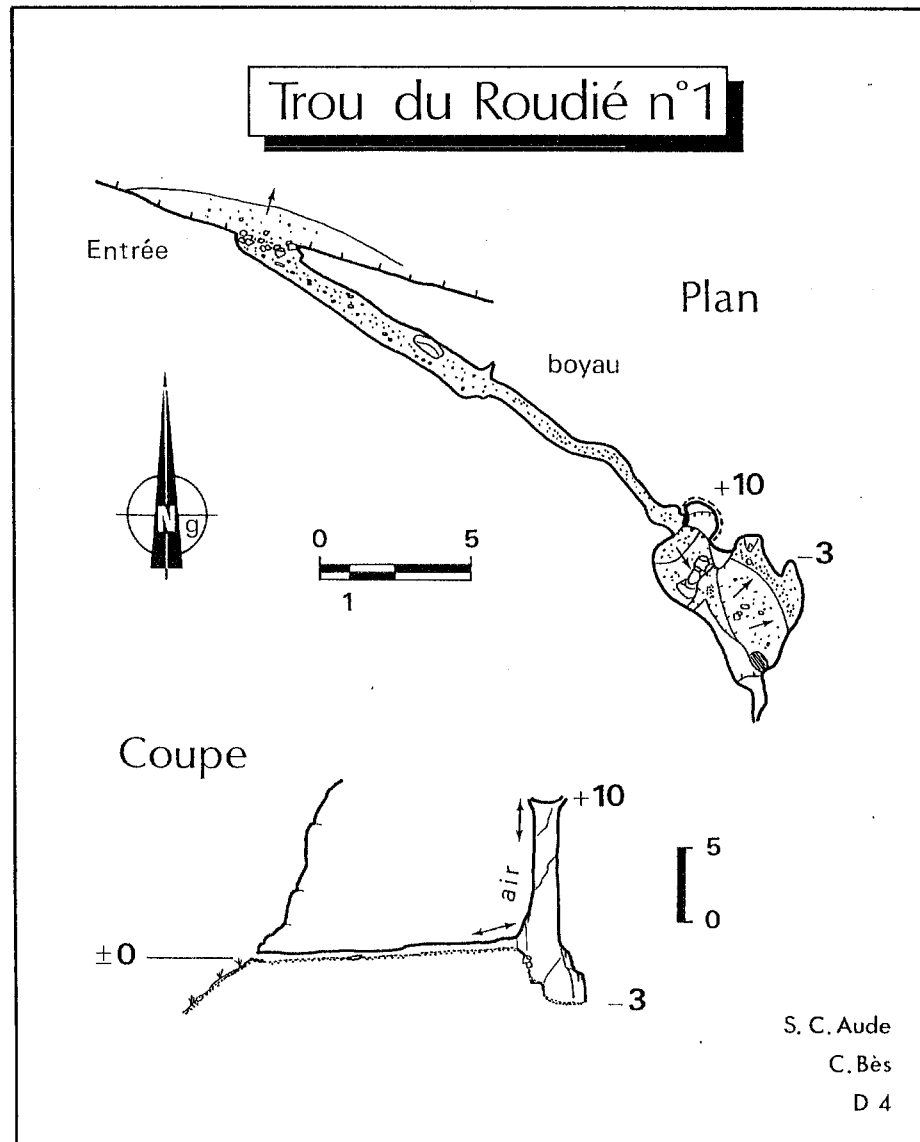 Trou du Roudié n°1
Entrée
Plan
boyau
+10
-3
N g
0 5
1
Coupe
+10
air
5
0
±0
-3
S. C. Aude
C. Bès
D 4